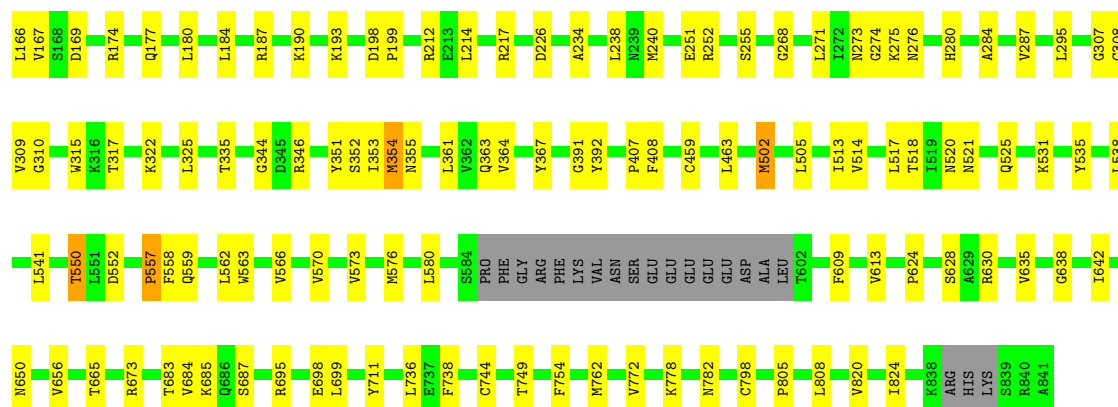 L166 V167 S168 D169 R174 Q177 L180 L184 R187 K190 K193 D198 P199 R212 E213 L214 R217 D226 A234 L238 N239 M240 E251 R252 S255 G268 L271 I272 N273 G274 K275 N276 H280 A284 V287 L295 G307 C308
V309 G310 W315 K316 T317 K322 L325 T335 G344 D345 R346 Y351 S352 I353 M354 N355 L361 V362 Q363 V364 Y367 G391 Y392 P407 F408 C459 L463 M502 L505 I513 V514 L517 T518 I519 N520 N521 Q525 K531 Y535 L538
L541 T550 L551 D552 P557 F558 Q559 L562 W563 V566 V570 V573 M576 L580 S584 PRO PHE GLY ARG PHE LYS VAL ASN SER GLU GLU GLU GLU GLU ASP ALA LEU T602 F609 V613 P624 S628 A629 R630 V635 G638 I642
N650 V656 T665 R673 T683 V684 K685 Q686 S687 R695 E698 L699 Y711 L736 E737 F738 C744 T749 F754 M762 V772 K778 N782 C798 P805 L808 V820 I824 K838 ARG HIS LYS S839 R840 A841